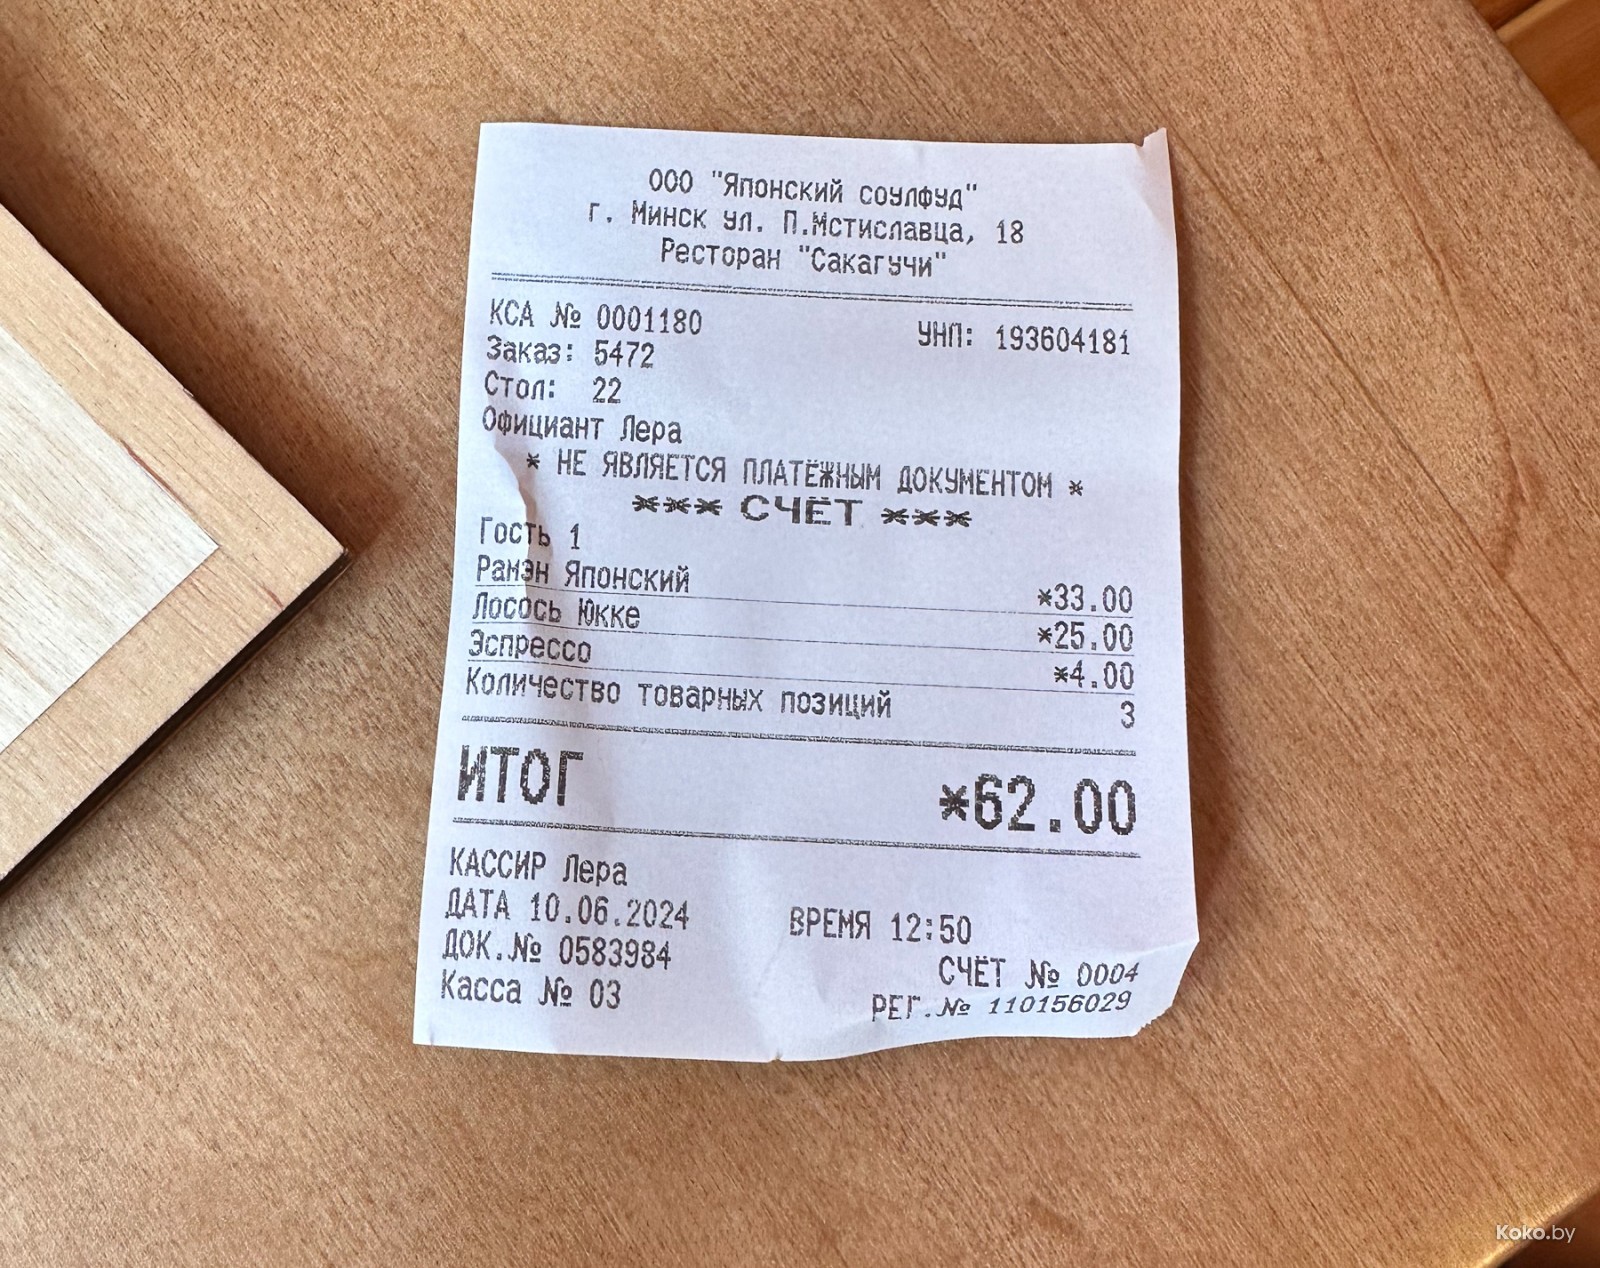 ООО "Японский соулфуд"
г. Минск ул. П.Мстиславца, 18
Ресторан "Сакагучи"
КСА № 0001180 УНП: 193604181
Заказ: 5472
Стол: 22
Официант Лера
* НЕ ЯВЛЯЕТСЯ ПЛАТЁЖНЫМ ДОКУМЕНТОМ *
*** СЧЁТ ***
Гость 1
Рамэн Японский *33.00
Лосось Юкке *25.00
Эспрессо *4.00
Количество товарных позиций 3
ИТОГ *62.00
КАССИР Лера
ДАТА 10.06.2024 ВРЕМЯ 12:50
ДОК.№ 0583984 СЧЁТ № 0004
Касса № 03 РЕГ.№ 110156029
Koko.by